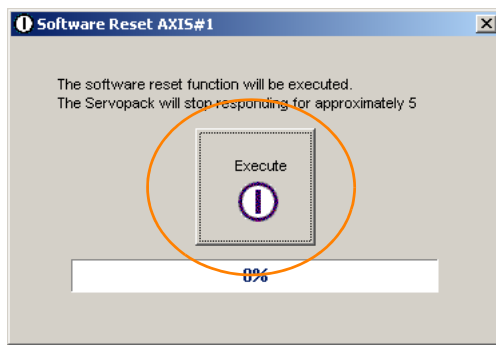 Software Reset AXIS#1
The software reset function will be executed.
The Servopack will stop responding for approximately 5
Execute
0%